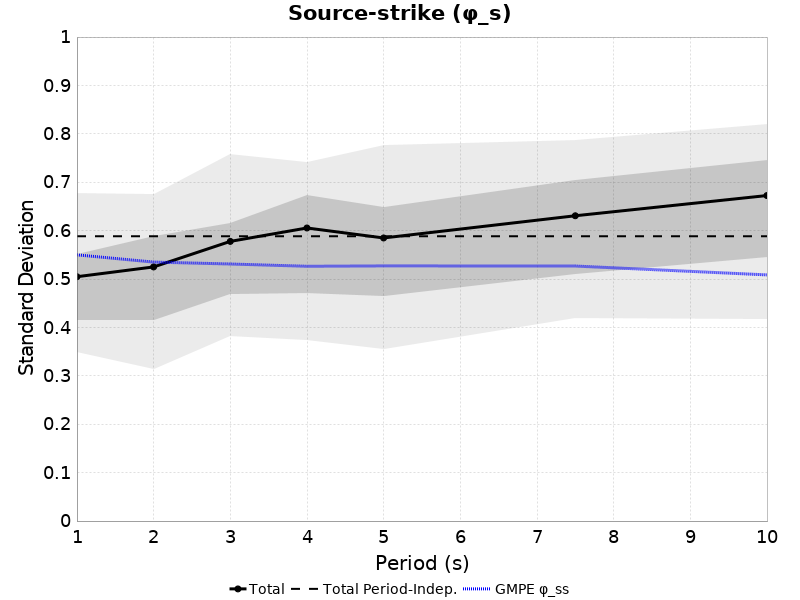 Source-strike (φ_s)
1
0.9
0.8
0.7
0.6
0.5
0.4
0.3
0.2
0.1
0
Standard Deviation
1 2 3 4 5 6 7 8 9 10
Period (s)
Total Total Period-Indep. GMPE φ_ss